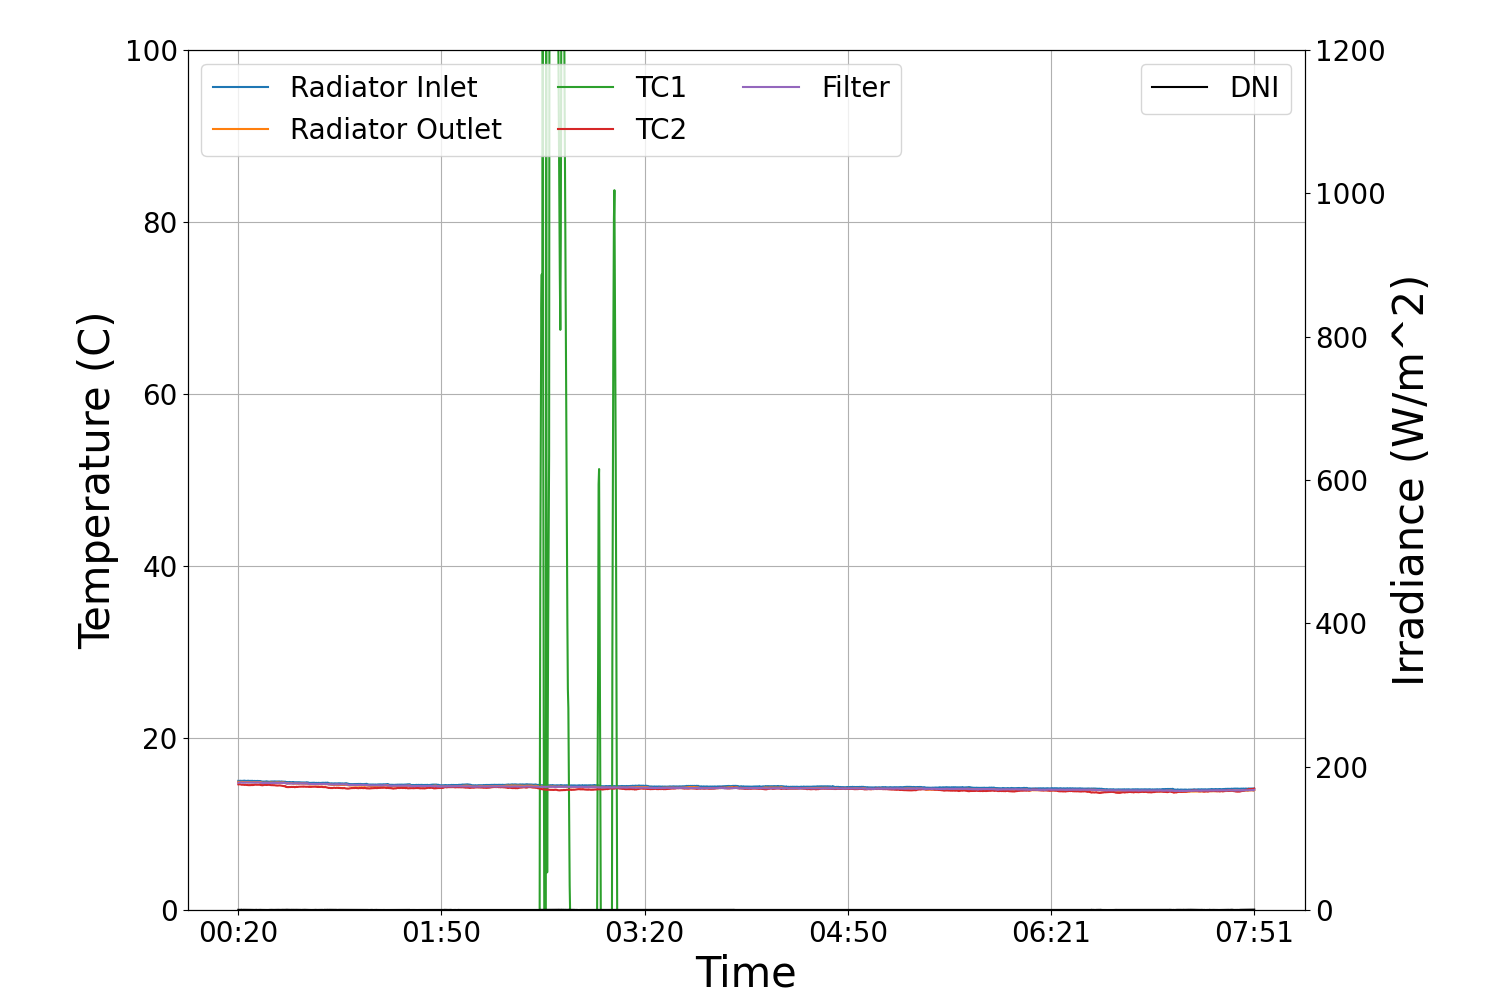 100
80
60
40
20
0
Temperature (C)
Radiator Inlet
Radiator Outlet
TC1
TC2
Filter
DNI
1200
1000
800
600
400
200
0
Irradiance (W/m^2)
00:20 01:50 03:20 04:50 06:21 07:51
Time